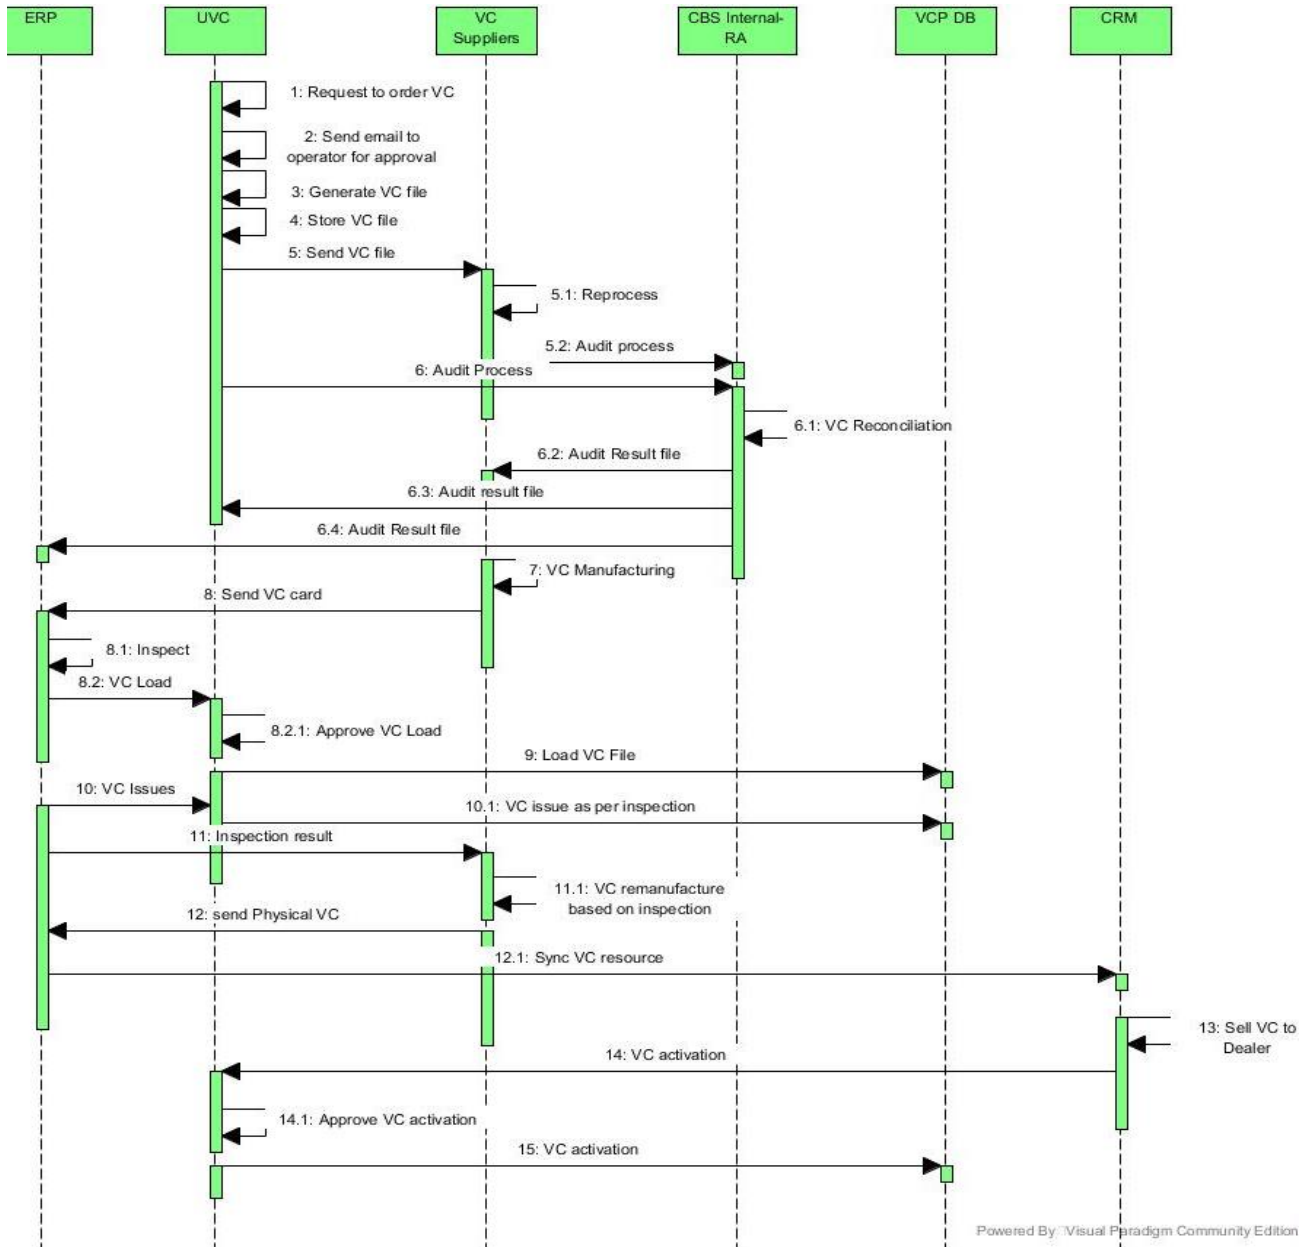 ERP
UVC
VC
Suppliers
CBS Internal-
RA
VCP DB
CRM
1: Request to order VC
2: Send email to
operator for approval
3: Generate VC file
4: Store VC file
5: Send VC file
5.1: Reprocess
5.2: Audit process
6: Audit Process
6.1: VC Reconciliation
6.2: Audit Result file
6.3: Audit result file
6.4: Audit Result file
7: VC Manufacturing
8: Send VC card
8.1: Inspect
8.2: VC Load
8.2.1: Approve VC Load
9: Load VC File
10: VC Issues
10.1: VC issue as per inspection
11: Inspection result
11.1: VC remanufacture
based on inspection
12: send Physical VC
12.1: Sync VC resource
13: Sell VC to
Dealer
14: VC activation
14.1: Approve VC activation
15: VC activation
Powered By Visual Paradigm Community Edition